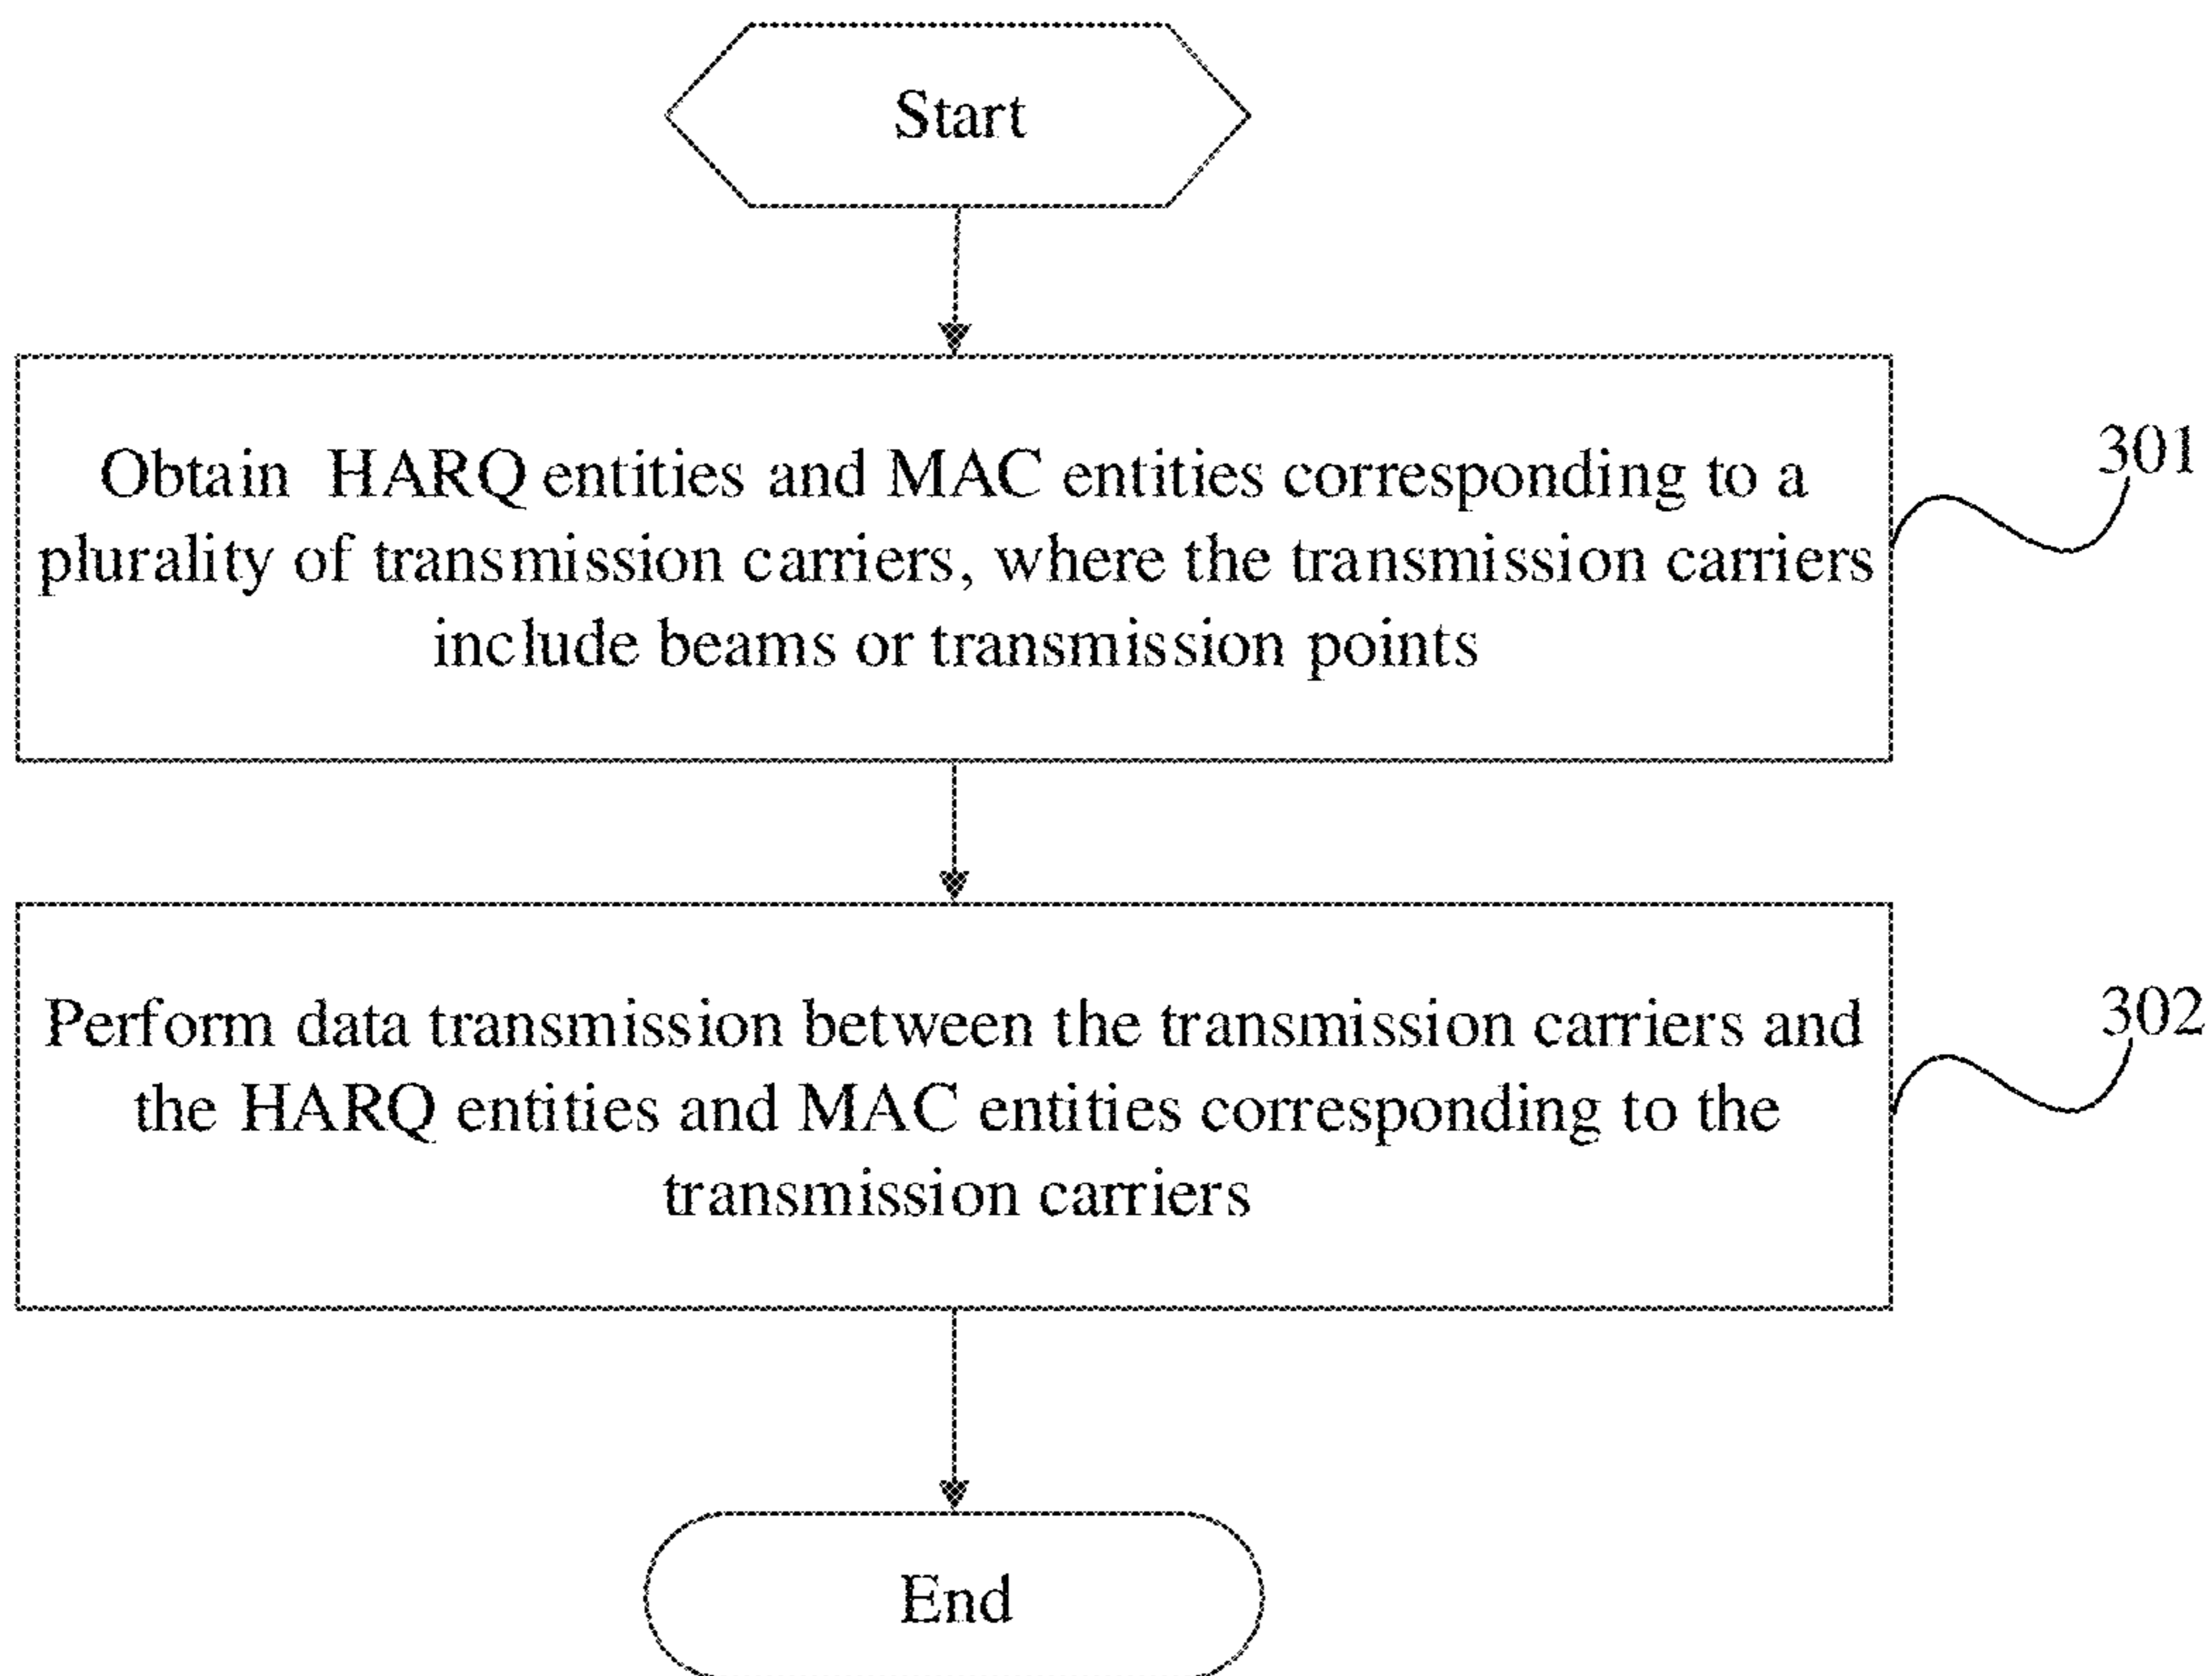 Start
Obtain HARQ entities and MAC entities corresponding to a
plurality of transmission carriers, where the transmission carriers
include beams or transmission points
301
Perform data transmission between the transmission carriers and
the HARQ entities and MAC entities corresponding to the
transmission carriers
302
End